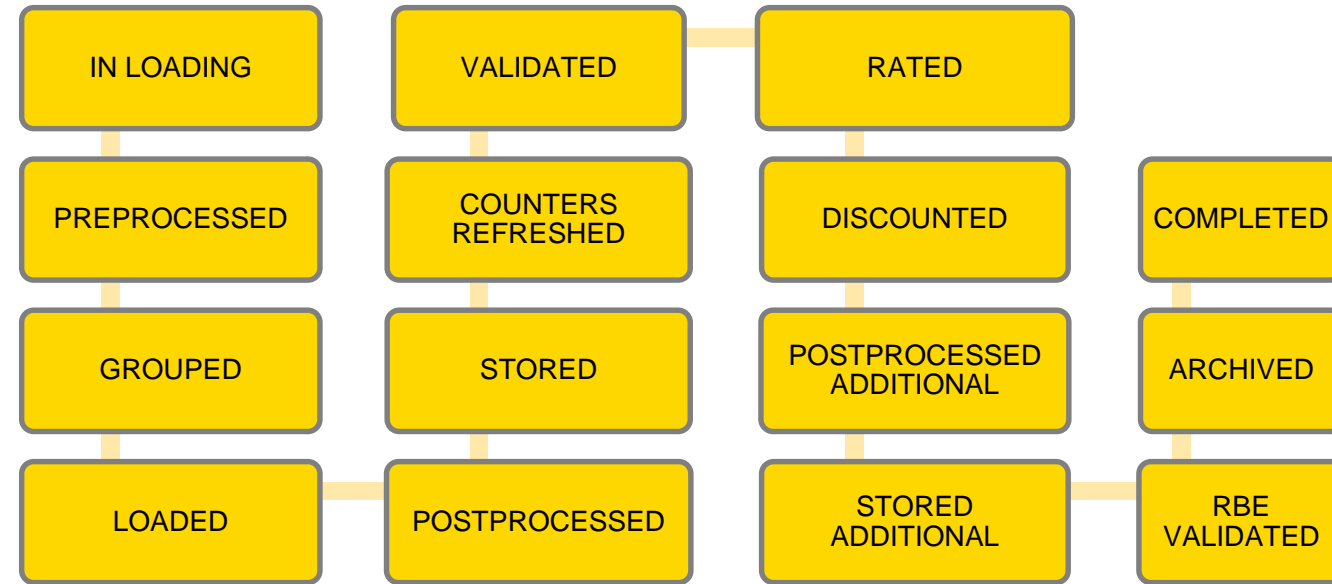 IN LOADING
PREPROCESSED
GROUPED
LOADED
POSTPROCESSED
STORED
COUNTERS
REFRESHED
VALIDATED
RATED
DISCOUNTED
POSTPROCESSED
ADDITIONAL
STORED
ADDITIONAL
RBE
VALIDATED
ARCHIVED
COMPLETED